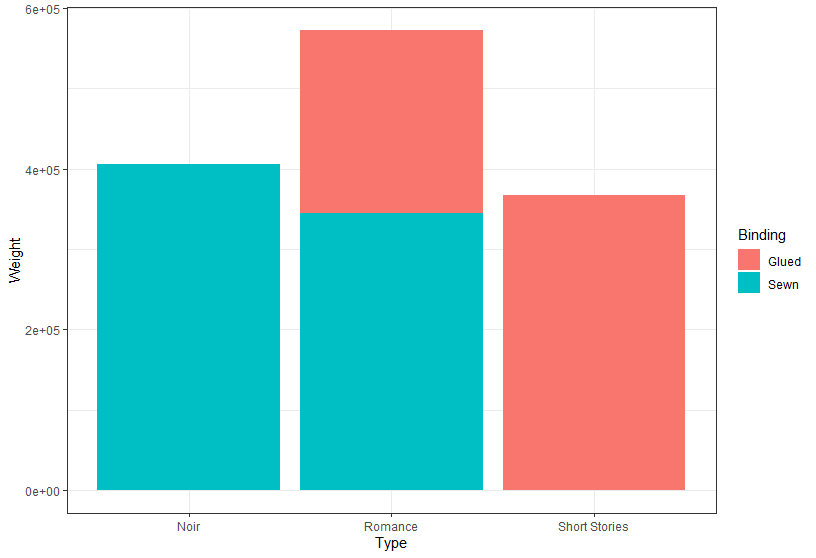 6e+05
4e+05
2e+05
0e+00
Weight
Noir Romance Short Stories
Type
Binding
Glued
Sewn